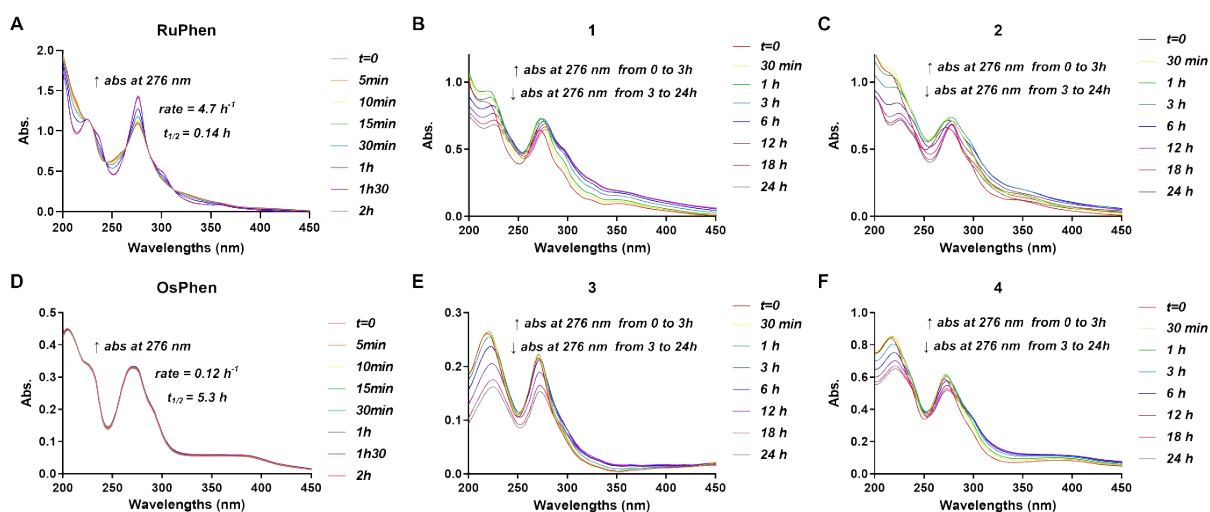 A
RuPhen
2.0
1.5
1.0
0.5
0.0
Abs.
200 250 300 350 400 450
Wavelengths (nm)
↑ abs at 276 nm
rate = 4.7 h-1
t1/2 = 0.14 h
t=0
5min
10min
15min
30min
1h
1h30
2h
B
1
1.0
0.5
0.0
Abs.
200 250 300 350 400 450
Wavelengths (nm)
↑ abs at 276 nm from 0 to 3h
↓ abs at 276 nm from 3 to 24h
t=0
30 min
1 h
3 h
6 h
12 h
18 h
24 h
C
2
1.0
0.5
0.0
Abs.
200 250 300 350 400 450
Wavelengths (nm)
↑ abs at 276 nm from 0 to 3h
↓ abs at 276 nm from 3 to 24h
t=0
30 min
1 h
3 h
6 h
12 h
18 h
24 h
D
OsPhen
0.5
0.4
0.3
0.2
0.1
0.0
Abs.
200 250 300 350 400 450
Wavelengths (nm)
↑ abs at 276 nm
rate = 0.12 h-1
t1/2 = 5.3 h
t=0
5min
10min
15min
30min
1h
1h30
2h
E
3
0.3
0.2
0.1
0.0
Abs.
200 250 300 350 400 450
Wavelengths (nm)
↑ abs at 276 nm from 0 to 3h
↓ abs at 276 nm from 3 to 24h
t=0
30 min
1 h
3 h
6 h
12 h
18 h
24 h
F
4
1.0
0.8
0.6
0.4
0.2
0.0
Abs.
200 250 300 350 400 450
Wavelengths (nm)
↑ abs at 276 nm from 0 to 3h
↓ abs at 276 nm from 3 to 24h
t=0
30 min
1 h
3 h
6 h
12 h
18 h
24 h